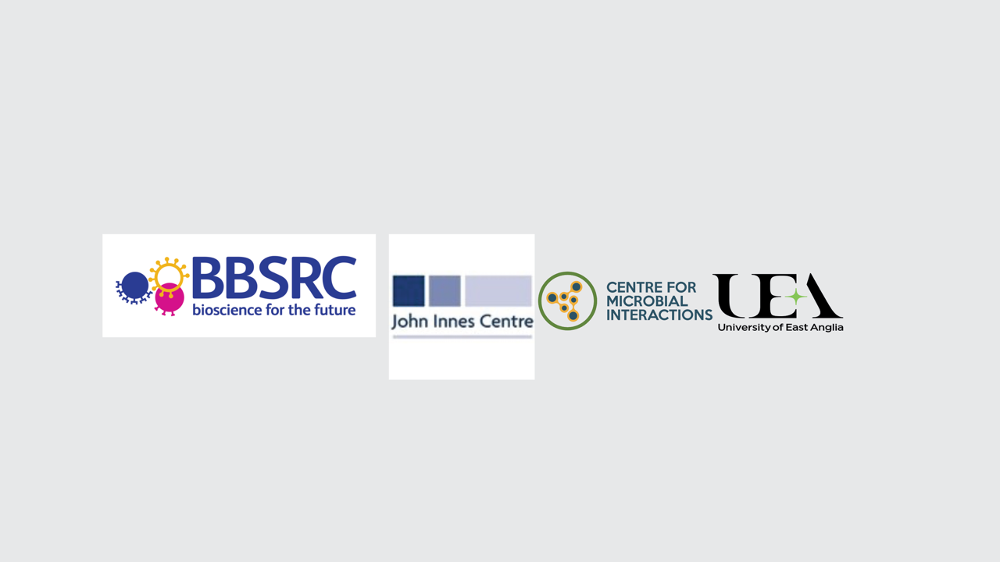 BBSRC
bioscience for the future
John Innes Centre
CENTRE FOR
MICROBIAL
INTERACTIONS
UEA
University of East Anglia